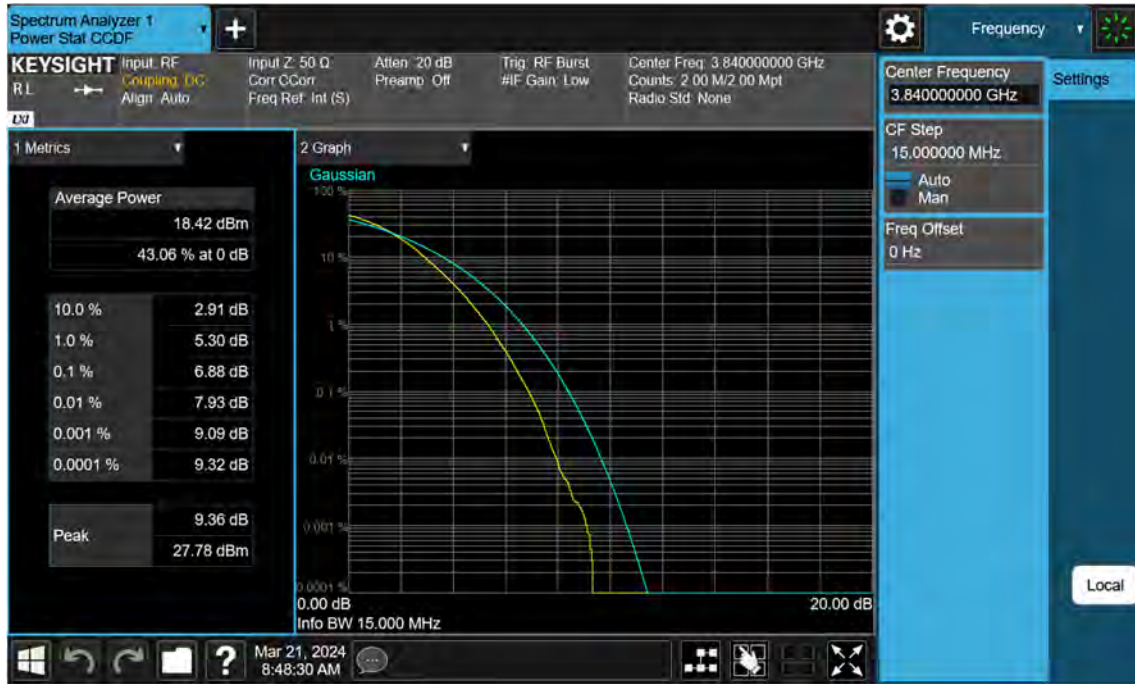 Spectrum Analyzer 1
Power Stat CCDF
+
Frequency
KEYSIGHT
RL
LXI
Input: RF
Coupling: DC
Align: Auto
Input Z: 50 Ω
Corr CCorr
Freq Ref: Int (S)
Atten: 20 dB
Preamp: Off
Trig: RF Burst
#IF Gain: Low
Center Freq: 3.840000000 GHz
Counts: 2.00 M/2.00 Mpt
Radio Std: None
Center Frequency
3.840000000 GHz
Settings
CF Step
15.000000 MHz
Auto
Man
Freq Offset
0 Hz
Local
1 Metrics
Average Power
18.42 dBm
43.06 % at 0 dB
10.0 % 2.91 dB
1.0 % 5.30 dB
0.1 % 6.88 dB
0.01 % 7.93 dB
0.001 % 9.09 dB
0.0001 % 9.32 dB
Peak
9.36 dB
27.78 dBm
2 Graph
Gaussian
100 %
10 %
1 %
0.1 %
0.01 %
0.001 %
0.0001 %
0.00 dB 20.00 dB
Info BW 15.000 MHz
?
Mar 21, 2024
8:48:30 AM